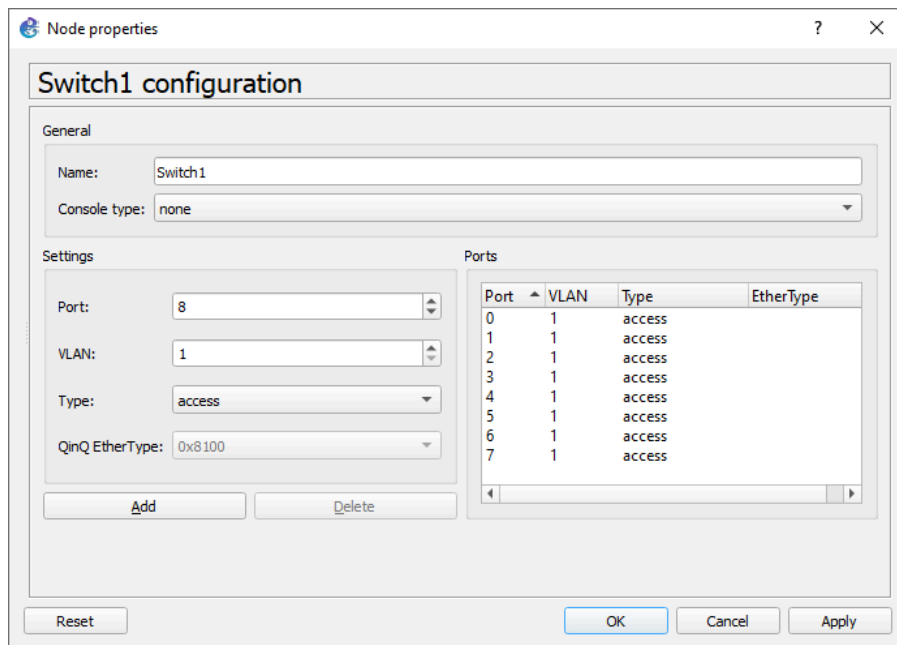 Node properties
Switch1 configuration
General
Name: Switch1
Console type: none
Settings
Port: 8
VLAN: 1
Type: access
QinQ EtherType: 0x8100
Add Delete
Ports
Port VLAN Type EtherType
0 1 access
1 1 access
2 1 access
3 1 access
4 1 access
5 1 access
6 1 access
7 1 access
Reset OK Cancel Apply